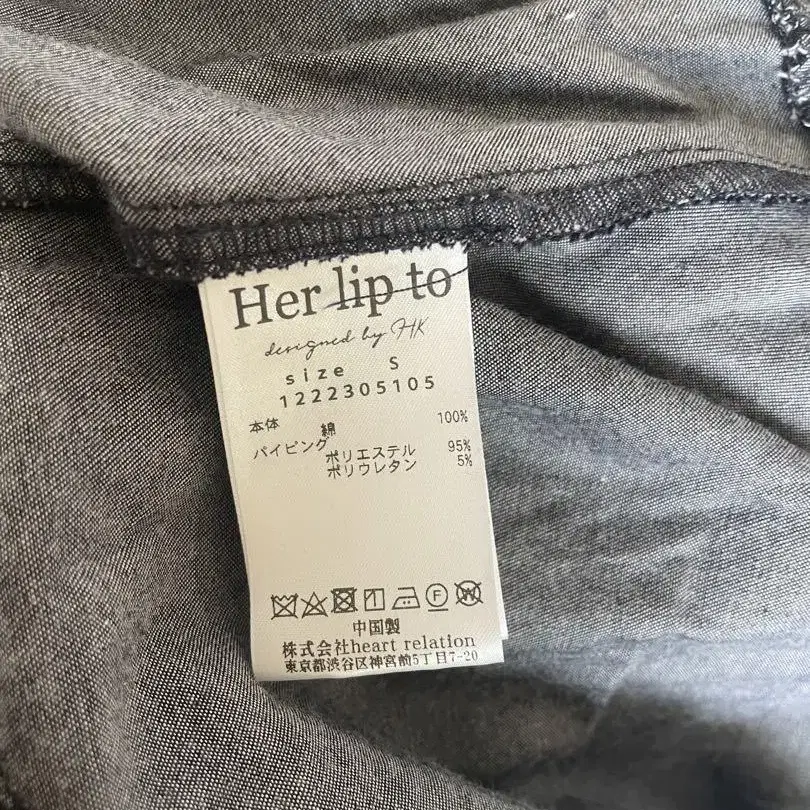 Her lip to
designed by HK
size S
1222305105
本体 綿 100%
パイピング
ポリエステル 95%
ポリウレタン 5%
中国製
株式会社heart relation
東京都渋谷区神宮前5丁目7-20